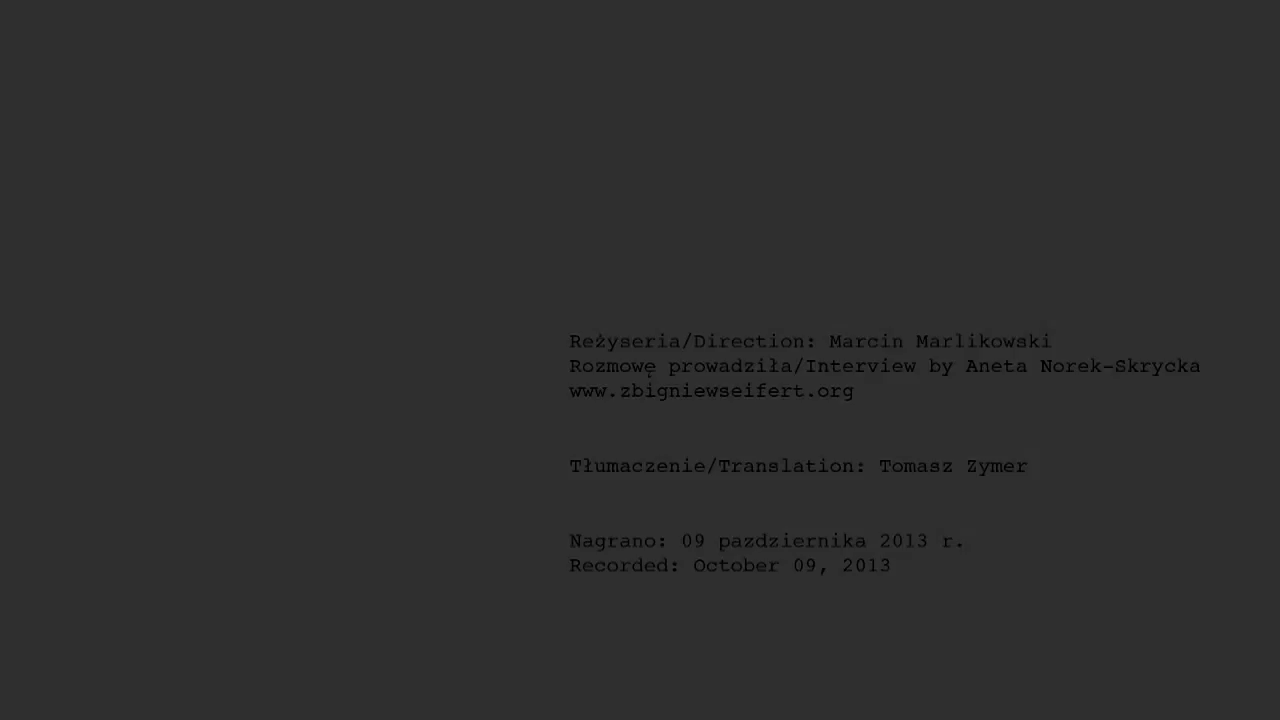 Reżyseria/Direction: Marcin Marlikowski
Rozmowę prowadziła/Interview by Aneta Norek-Skrycka
www.zbigniewseifert.org
Tłumaczenie/Translation: Tomasz Zymer
Nagrano: 09 pazdziernika 2013 r.
Recorded: October 09, 2013